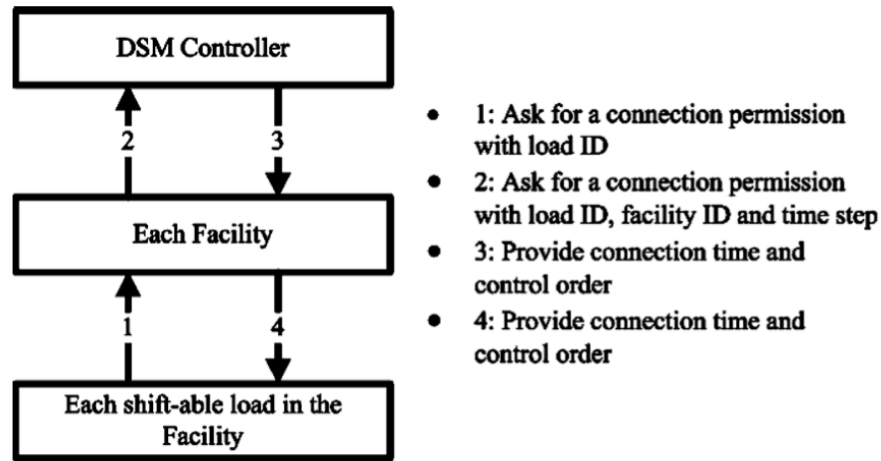 DSM Controller
2
3
Each Facility
1
4
Each shift-able load in the
Facility
• 1: Ask for a connection permission
with load ID
• 2: Ask for a connection permission
with load ID, facility ID and time step
• 3: Provide connection time and
control order
• 4: Provide connection time and
control order